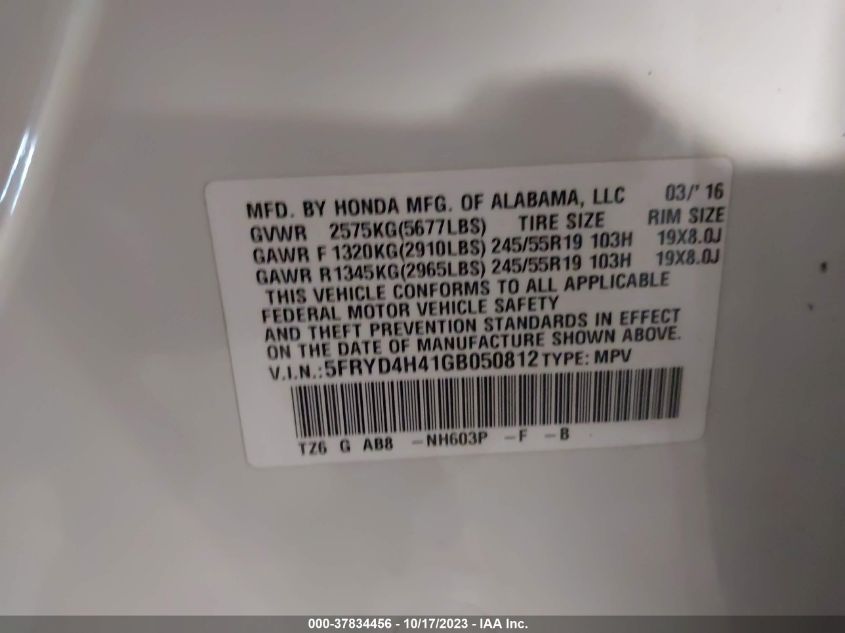 MFD. BY HONDA MFG. OF ALABAMA, LLC 03/'16
GVWR 2575KG(5677LBS) TIRE SIZE RIM SIZE
GAWR F 1320KG(2910LBS) 245/55R19 103H 19X8.0J
GAWR R 1345KG(2965LBS) 245/55R19 103H 19X8.0J
THIS VEHICLE CONFORMS TO ALL APPLICABLE
FEDERAL MOTOR VEHICLE SAFETY
AND THEFT PREVENTION STANDARDS IN EFFECT
ON THE DATE OF MANUFACTURE SHOWN ABOVE.
V.I.N.:5FRYD4H41GB050812 TYPE: MPV
TZ6 G AB8 -NH603P -F -B
000-37834456 - 10/17/2023 - IAA Inc.